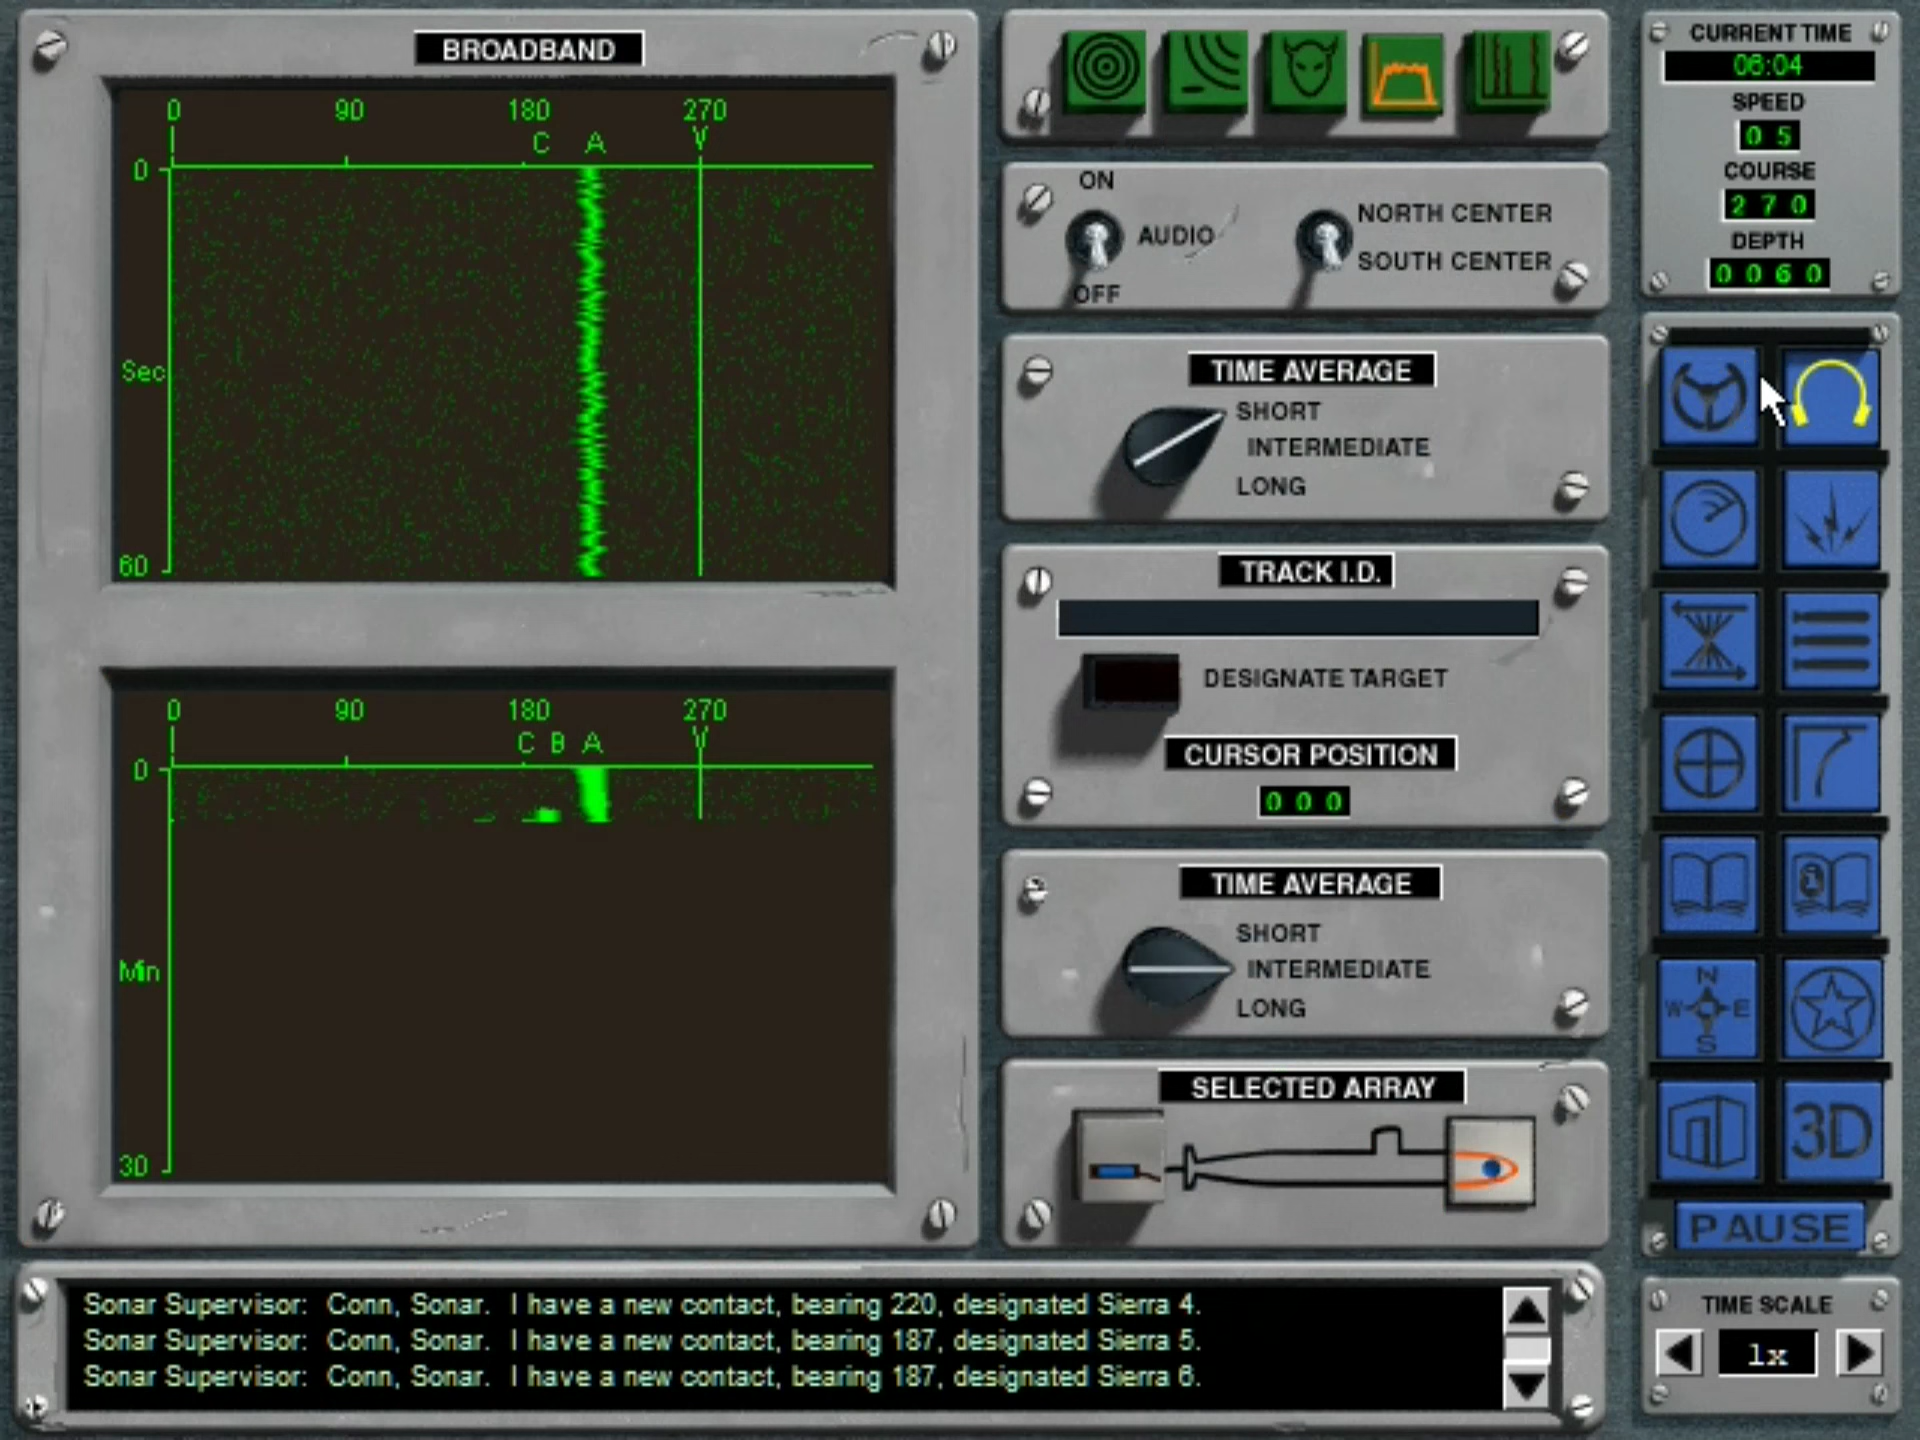 BROADBAND
0 90 180 270
C A V
0
Sec
60
0 90 180 270
C B A V
0
Min
30
ON
AUDIO
OFF
NORTH CENTER
SOUTH CENTER
TIME AVERAGE
SHORT
INTERMEDIATE
LONG
TRACK I.D.
DESIGNATE TARGET
CURSOR POSITION
000
TIME AVERAGE
SHORT
INTERMEDIATE
LONG
SELECTED ARRAY
CURRENT TIME
06:04
SPEED
05
COURSE
270
DEPTH
0060
N
W E
S
3D
PAUSE
TIME SCALE
1x
Sonar Supervisor: Conn, Sonar. I have a new contact, bearing 220, designated Sierra 4.
Sonar Supervisor: Conn, Sonar. I have a new contact, bearing 187, designated Sierra 5.
Sonar Supervisor: Conn, Sonar. I have a new contact, bearing 187, designated Sierra 6.